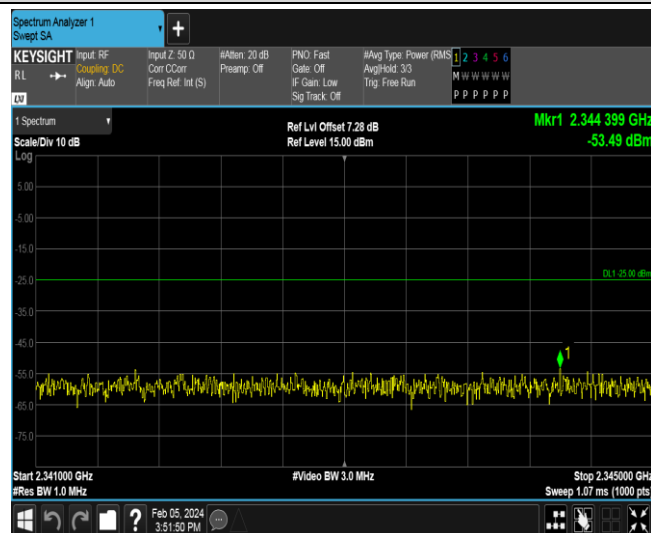 Spectrum Analyzer 1
Swept SA
+
KEYSIGHT
RL
Input: RF
Coupling: DC
Align: Auto
Input Z: 50 Ω
Corr CCorr
Freq Ref: Int (S)
#Atten: 20 dB
Preamp: Off
PNO: Fast
Gate: Off
IF Gain: Low
Sig Track: Off
#Avg Type: Power (RMS
Avg|Hold: 3/3
Trig: Free Run
1 2 3 4 5 6
M W W W W W
P P P P P P
LXI
1 Spectrum
Scale/Div 10 dB
Ref Lvl Offset 7.28 dB
Ref Level 15.00 dBm
Mkr1 2.344 399 GHz
-53.49 dBm
Log
5.00
-5.00
-15.0
-25.0
DL1 -25.00 dBm
-35.0
-45.0
1
-55.0
-65.0
-75.0
Start 2.341000 GHz
#Res BW 1.0 MHz
#Video BW 3.0 MHz
Stop 2.345000 GHz
Sweep 1.07 ms (1000 pts)
?
Feb 05, 2024
3:51:50 PM